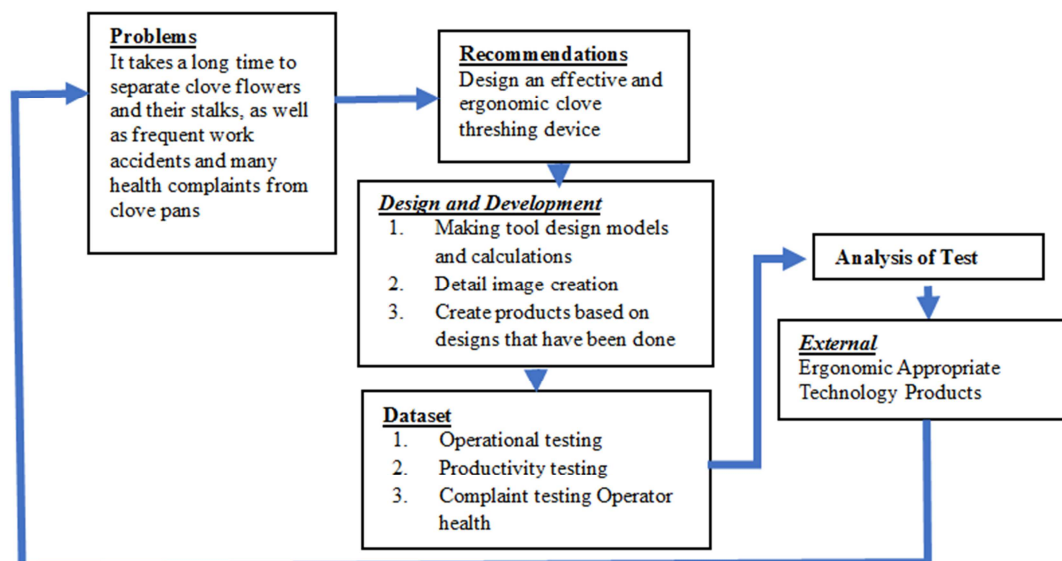 Problems
It takes a long time to
separate clove flowers
and their stalks, as well
as frequent work
accidents and many
health complaints from
clove pans
Recommendations
Design an effective and
ergonomic clove
threshing device
Design and Development
1. Making tool design models
and calculations
2. Detail image creation
3. Create products based on
designs that have been done
Dataset
1. Operational testing
2. Productivity testing
3. Complaint testing Operator
health
Analysis of Test
External
Ergonomic Appropriate
Technology Products